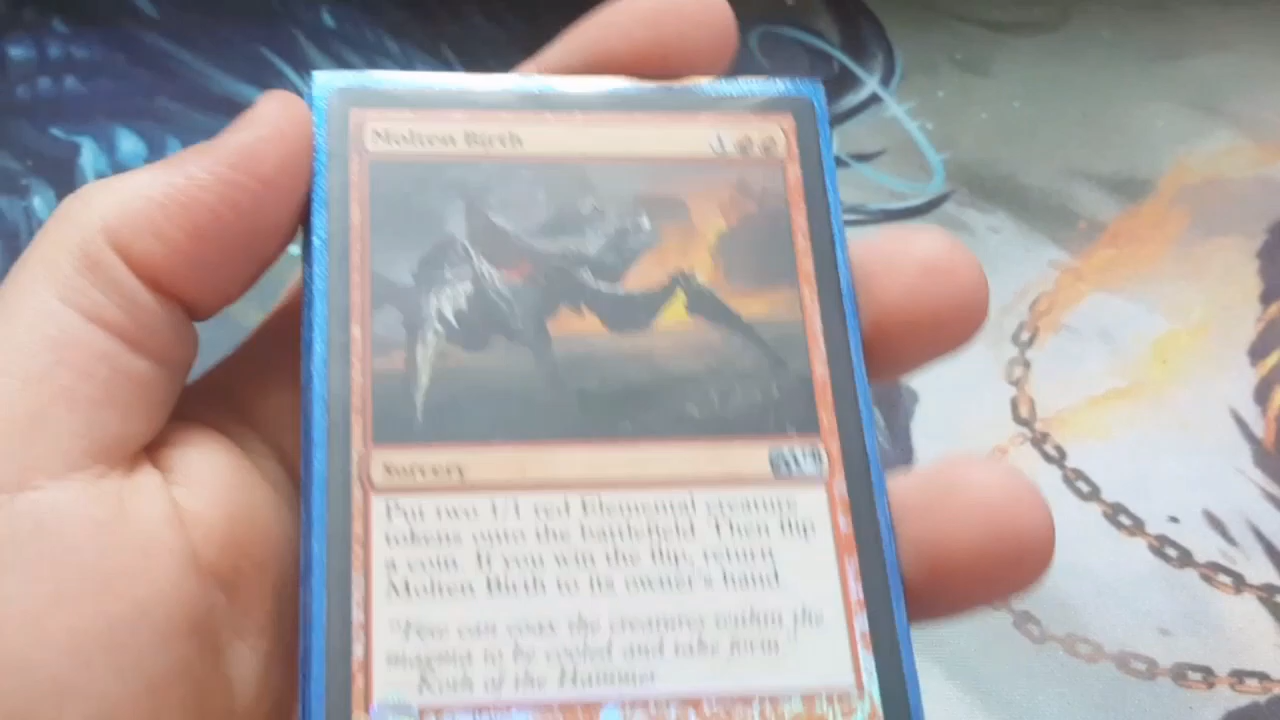 Molten Birth
Sorcery
Put two 1/1 red Elemental creature
tokens onto the battlefield. Then flip
a coin. If you win the flip, return
Molten Birth to its owner's hand.
"Few can coax the creatures within the
magma to be cooled and take form."
—Koth of the Hammer